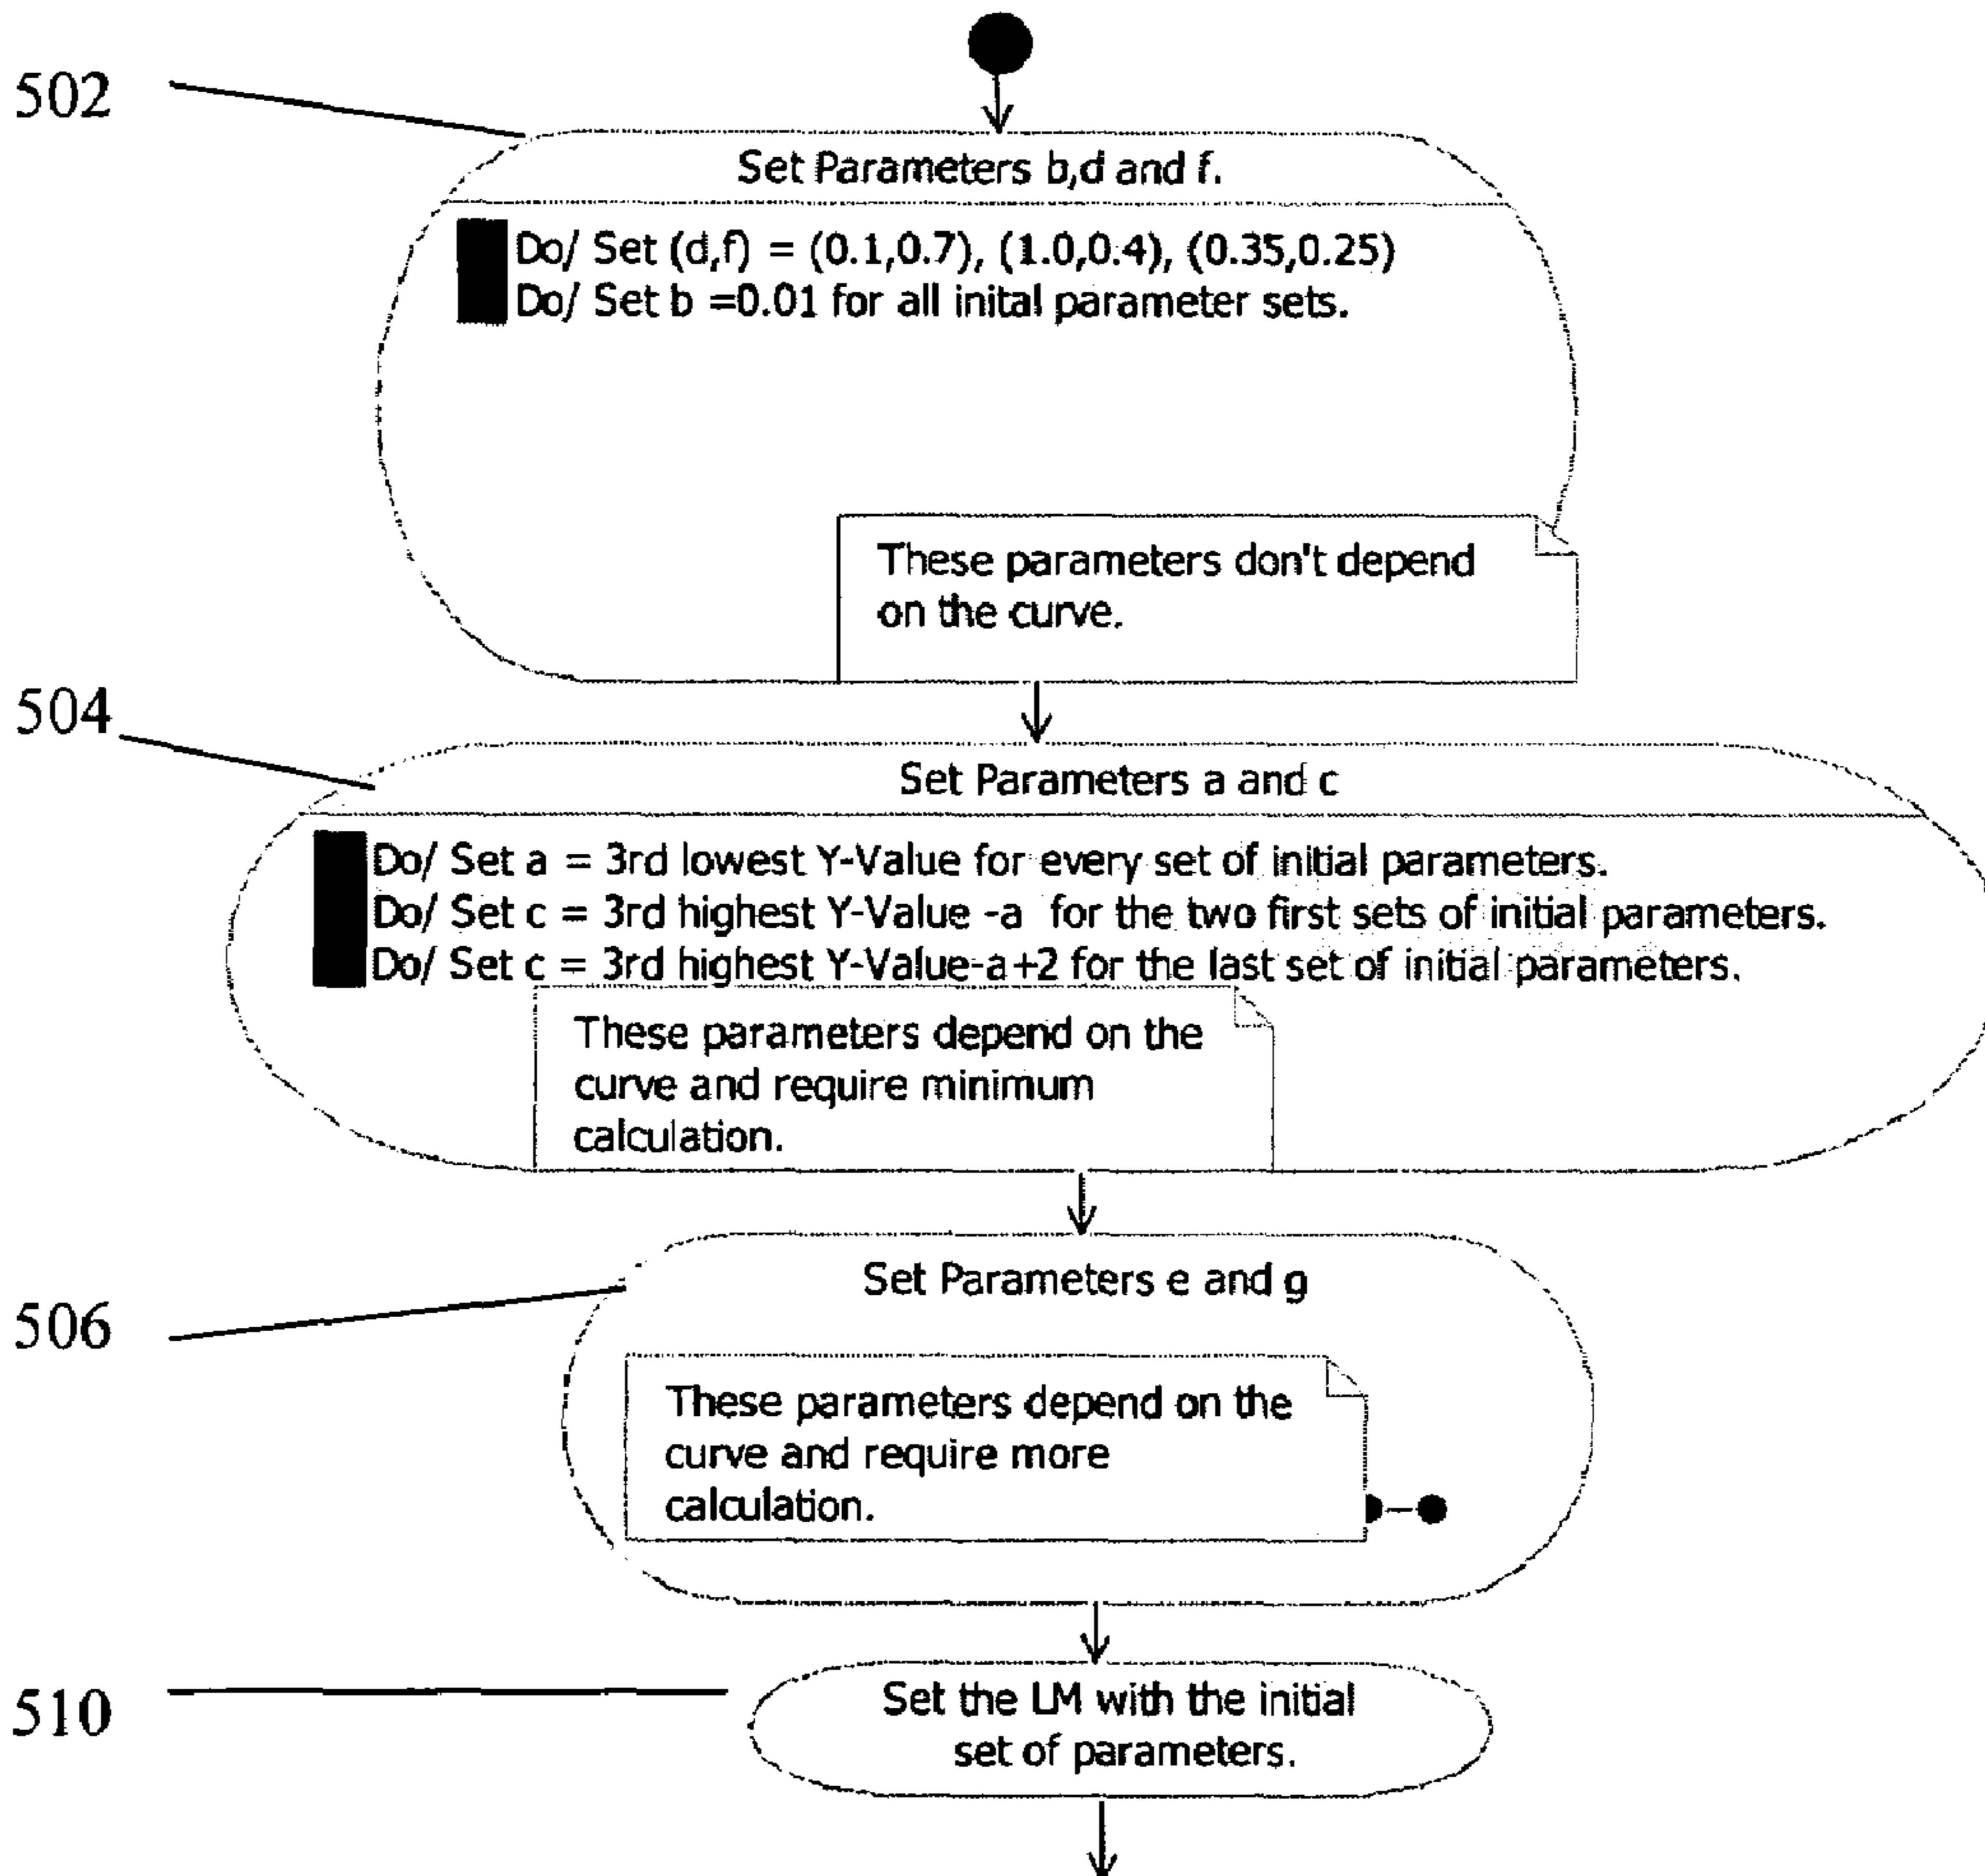 502
Set Parameters b,d and f.
Do/ Set (d,f) = (0.1,0.7), (1.0,0.4), (0.35,0.25)
Do/ Set b =0.01 for all inital parameter sets.
These parameters don't depend
on the curve.
504
Set Parameters a and c
Do/ Set a = 3rd lowest Y-Value for every set of initial parameters.
Do/ Set c = 3rd highest Y-Value -a for the two first sets of initial parameters.
Do/ Set c = 3rd highest Y-Value-a+2 for the last set of initial parameters.
These parameters depend on the
curve and require minimum
calculation.
506
Set Parameters e and g
These parameters depend on the
curve and require more
calculation.
510
Set the LM with the initial
set of parameters.